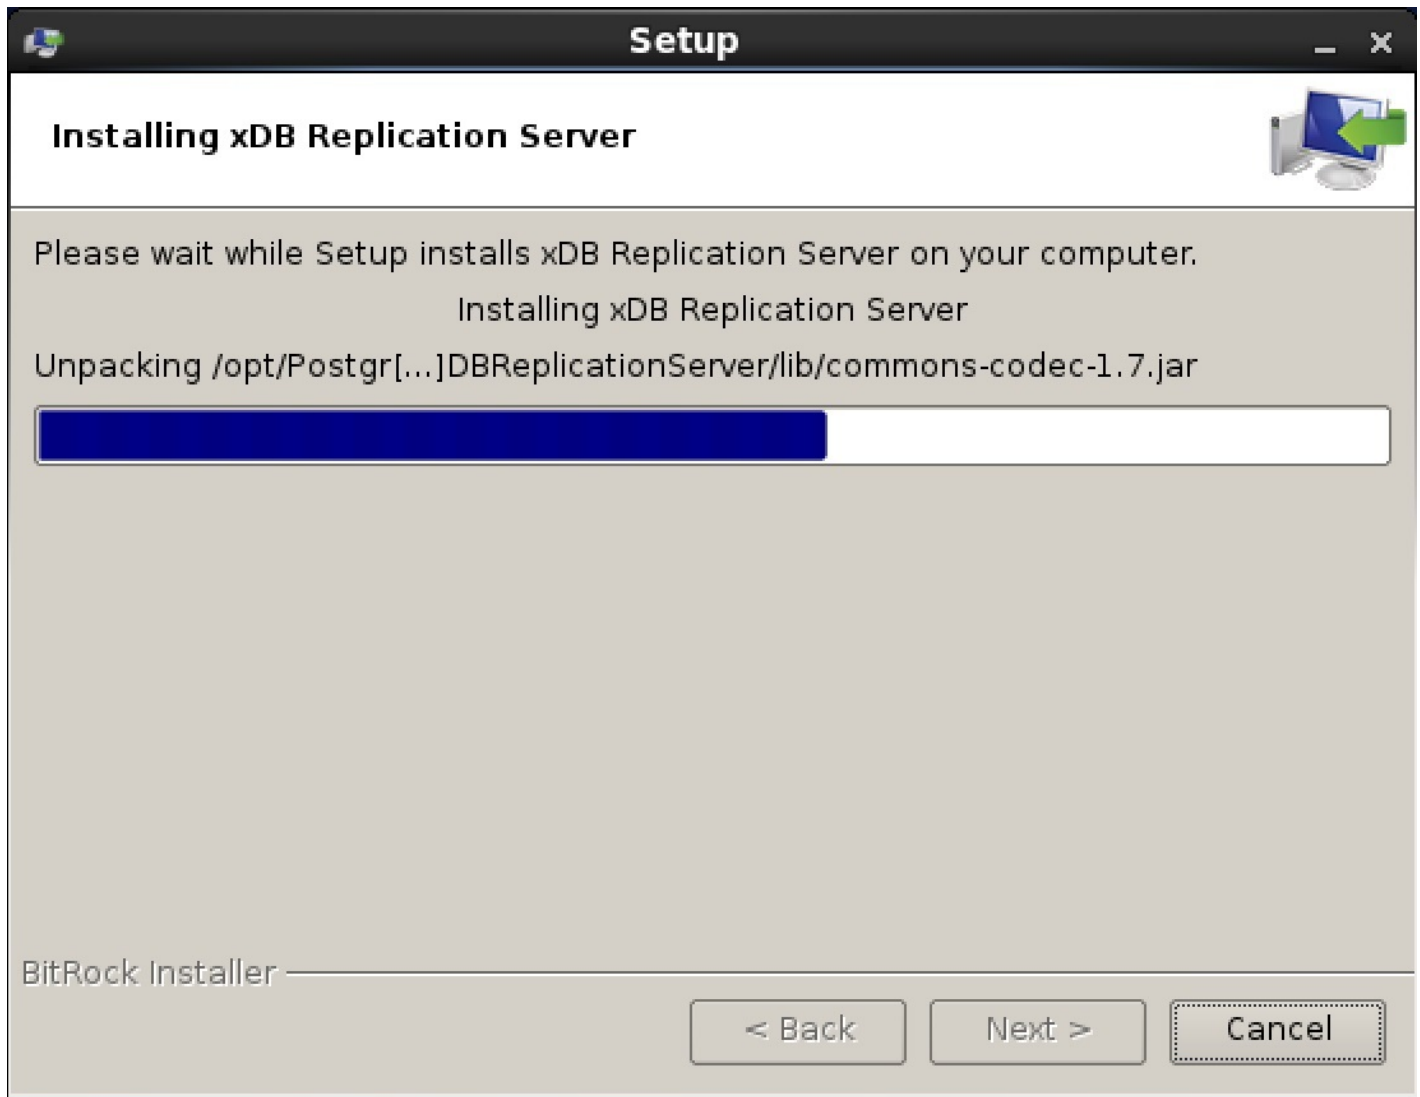 Setup
Installing xDB Replication Server
Please wait while Setup installs xDB Replication Server on your computer.
Installing xDB Replication Server
Unpacking /opt/Postgr[...]DBReplicationServer/lib/commons-codec-1.7.jar
BitRock Installer
< Back
Next >
Cancel